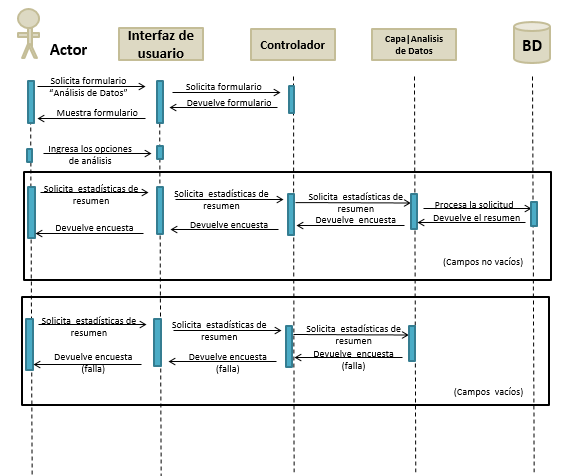 Actor
Interfaz de
usuario
Controlador
Capa|Analisis
de Datos
BD
Solicita formulario
"Análisis de Datos"
Muestra formulario
Solicita formulario
Devuelve formulario
Ingresa los opciones
de análisis
Solicita estadísticas de
resumen
Devuelve encuesta
Solicita estadísticas de
resumen
Devuelve encuesta
Solicita estadísticas de
resumen
Devuelve encuesta
Procesa la solicitud
Devuelve el resumen
(Campos no vacíos)
Solicita estadísticas de
resumen
Devuelve encuesta
(falla)
Solicita estadísticas de
resumen
Devuelve encuesta
(falla)
Solicita estadísticas de
resumen
Devuelve encuesta
(falla)
(Campos vacíos)